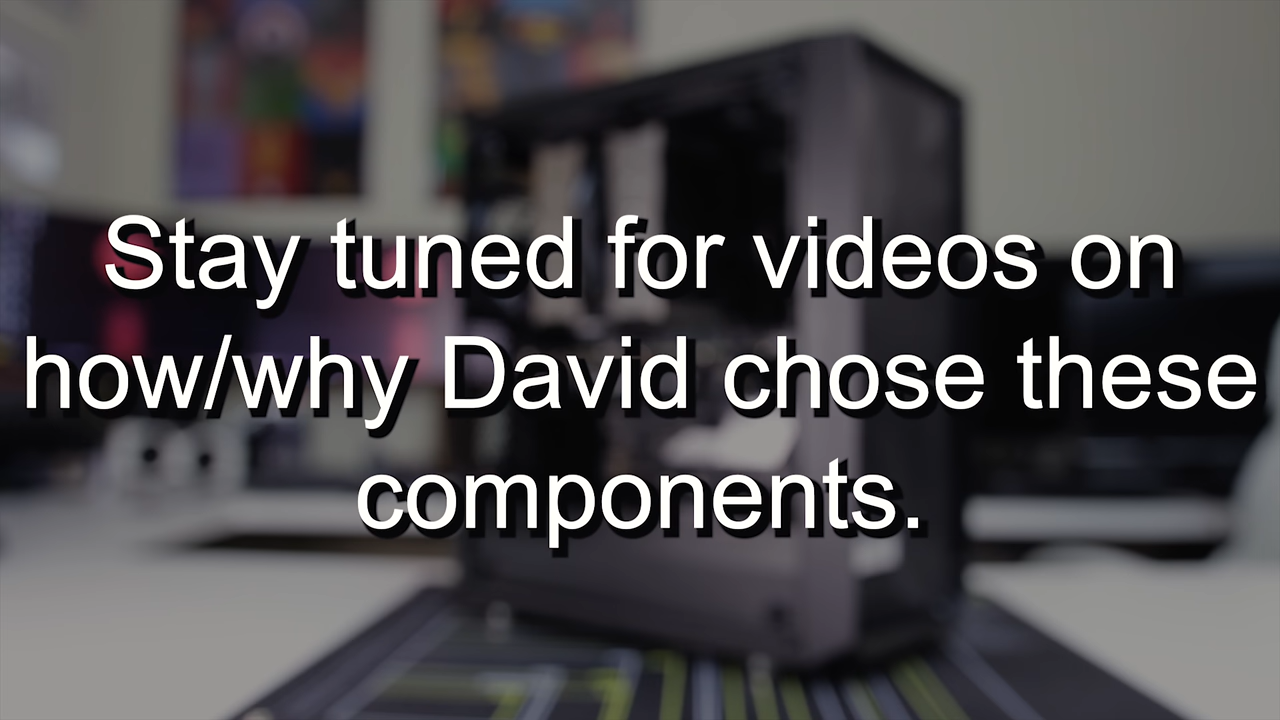 Stay tuned for videos on
how/why David chose these
components.